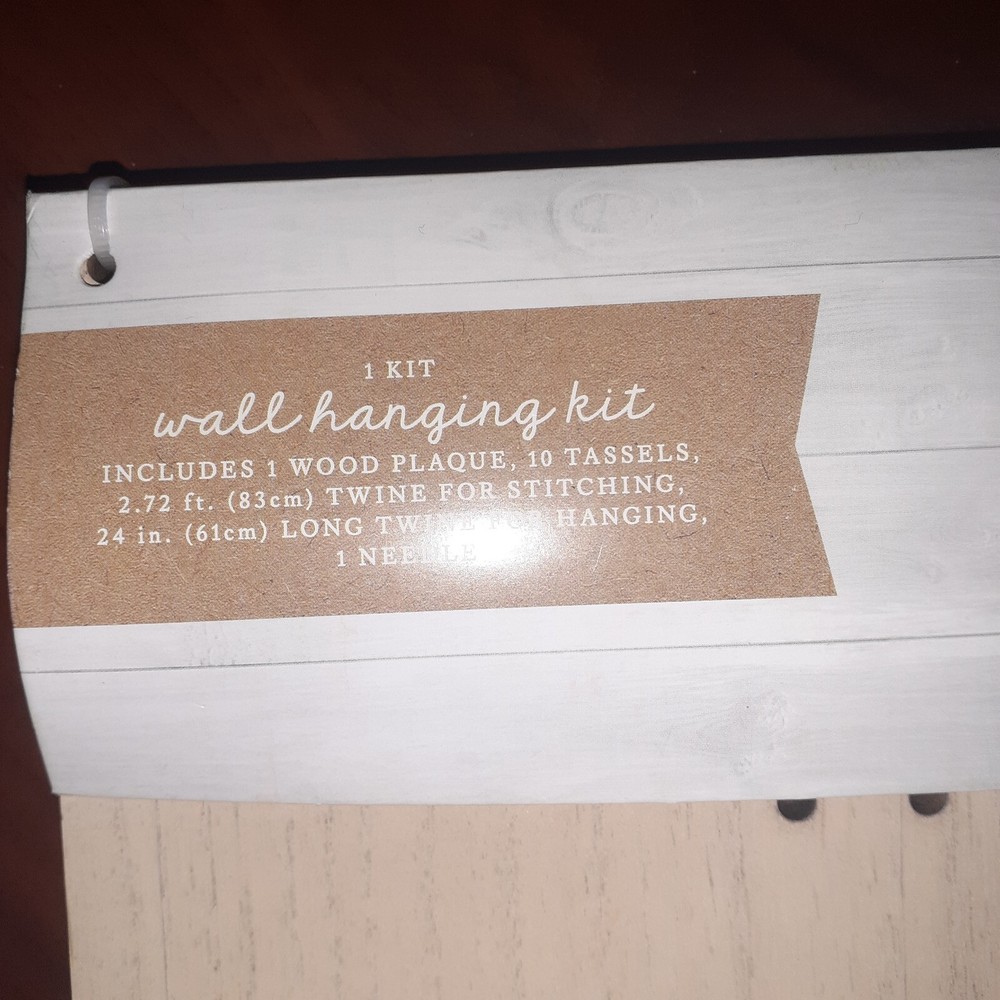 1 KIT
wall hanging kit
INCLUDES 1 WOOD PLAQUE, 10 TASSELS,
2.72 ft. (83cm) TWINE FOR STITCHING,
24 in. (61cm) LONG TWINE FOR HANGING,
1 NEEDLE